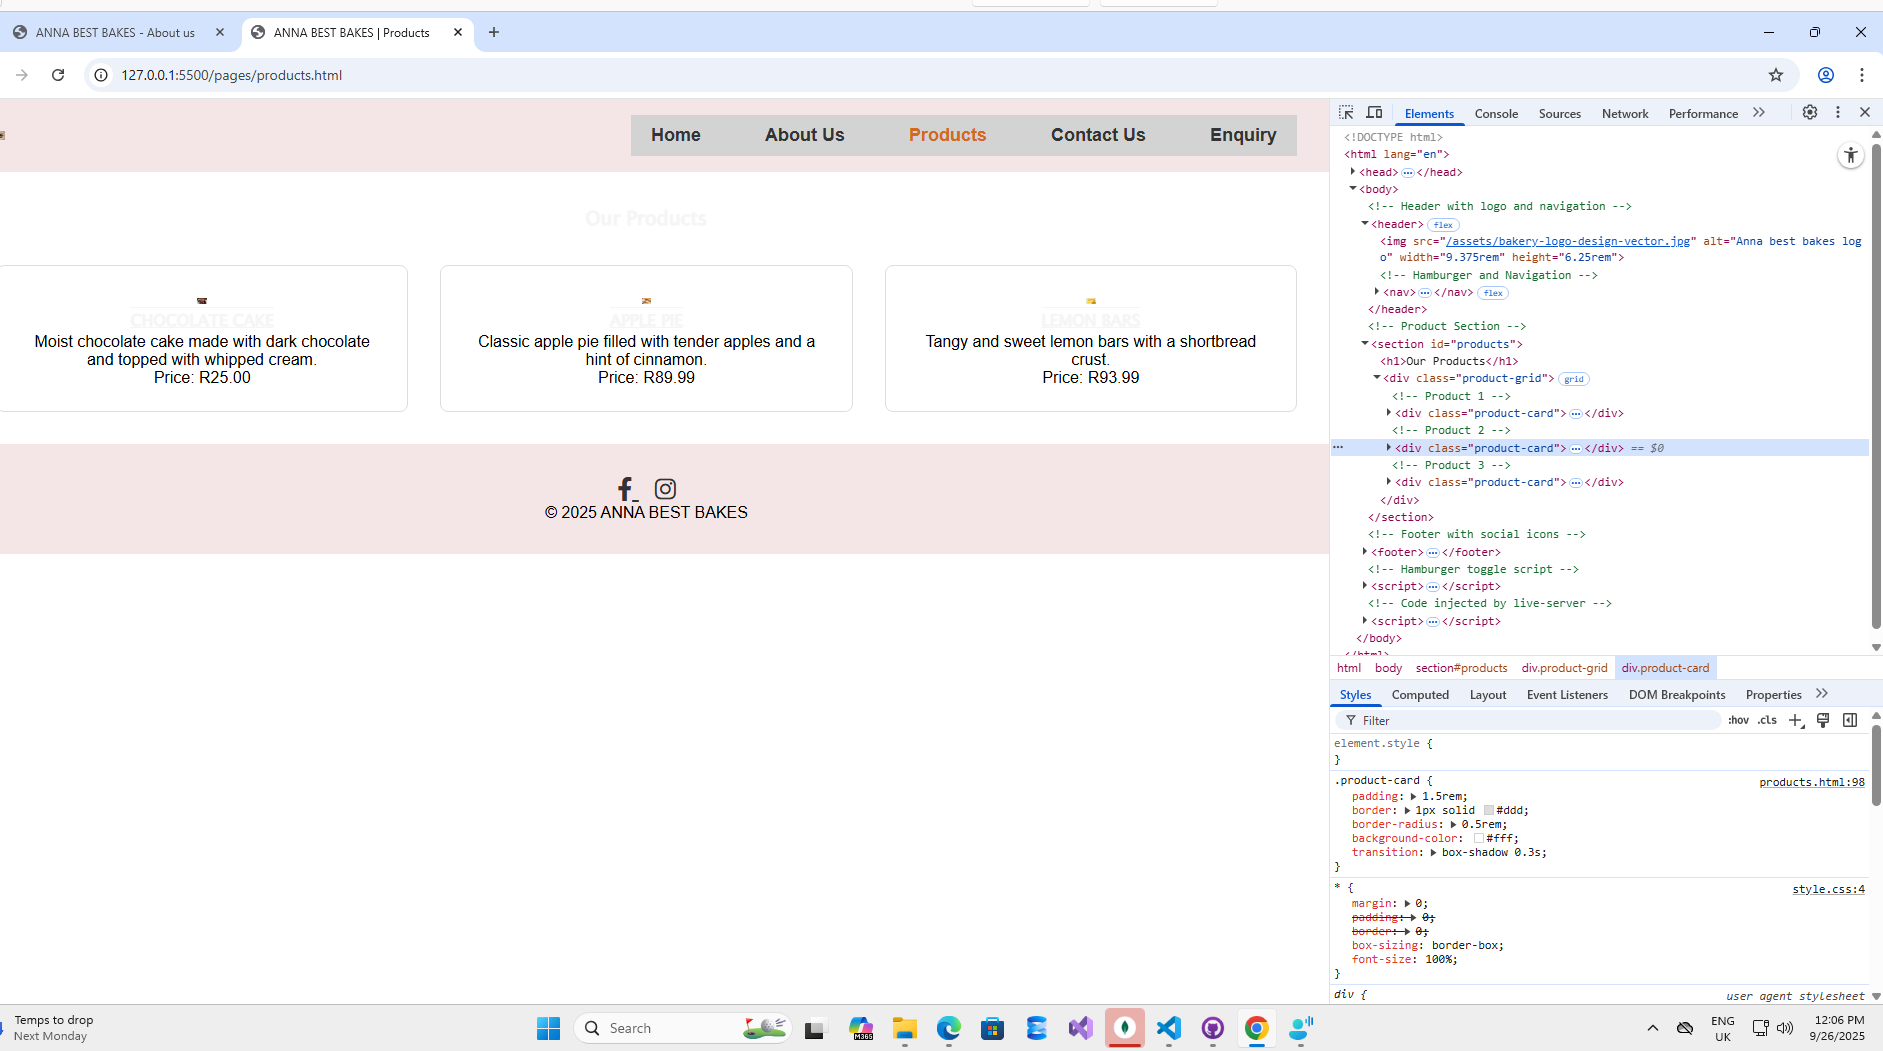 ANNA BEST BAKES - About us
ANNA BEST BAKES | Products
127.0.0.1:5500/pages/products.html
Home About Us Products Contact Us Enquiry
Our Products
CHOCOLATE CAKE
Moist chocolate cake made with dark chocolate
and topped with whipped cream.
Price: R25.00
APPLE PIE
Classic apple pie filled with tender apples and a
hint of cinnamon.
Price: R89.99
LEMON BARS
Tangy and sweet lemon bars with a shortbread
crust.
Price: R93.99
© 2025 ANNA BEST BAKES
Elements Console Sources Network Performance
<!DOCTYPE html>
<html lang="en">
<head> </head>
<body>
<!-- Header with logo and navigation -->
<header> flex
<img src="/assets/bakery-logo-design-vector.jpg" alt="Anna best bakes log
o" width="9.375rem" height="6.25rem">
<!-- Hamburger and Navigation -->
<nav> </nav> flex
</header>
<!-- Product Section -->
<section id="products">
<h1>Our Products</h1>
<div class="product-grid"> grid
<!-- Product 1 -->
<div class="product-card"> </div>
<!-- Product 2 -->
<div class="product-card"> </div> == $0
<!-- Product 3 -->
<div class="product-card"> </div>
</div>
</section>
<!-- Footer with social icons -->
<footer> </footer>
<!-- Hamburger toggle script -->
<script> </script>
<!-- Code injected by live-server -->
<script> </script>
</body>
</html>
html body section#products div.product-grid div.product-card
Styles Computed Layout Event Listeners DOM Breakpoints Properties
Filter :hov .cls
element.style {
}
.product-card { products.html:98
padding: 1.5rem;
border: 1px solid #ddd;
border-radius: 0.5rem;
background-color: #fff;
transition: box-shadow 0.3s;
}
* { style.css:4
margin: 0;
padding: 0;
border: 0;
box-sizing: border-box;
font-size: 100%;
}
div { user agent stylesheet
Temps to drop
Next Monday
Search
M365
ENG
UK
12:06 PM
9/26/2025